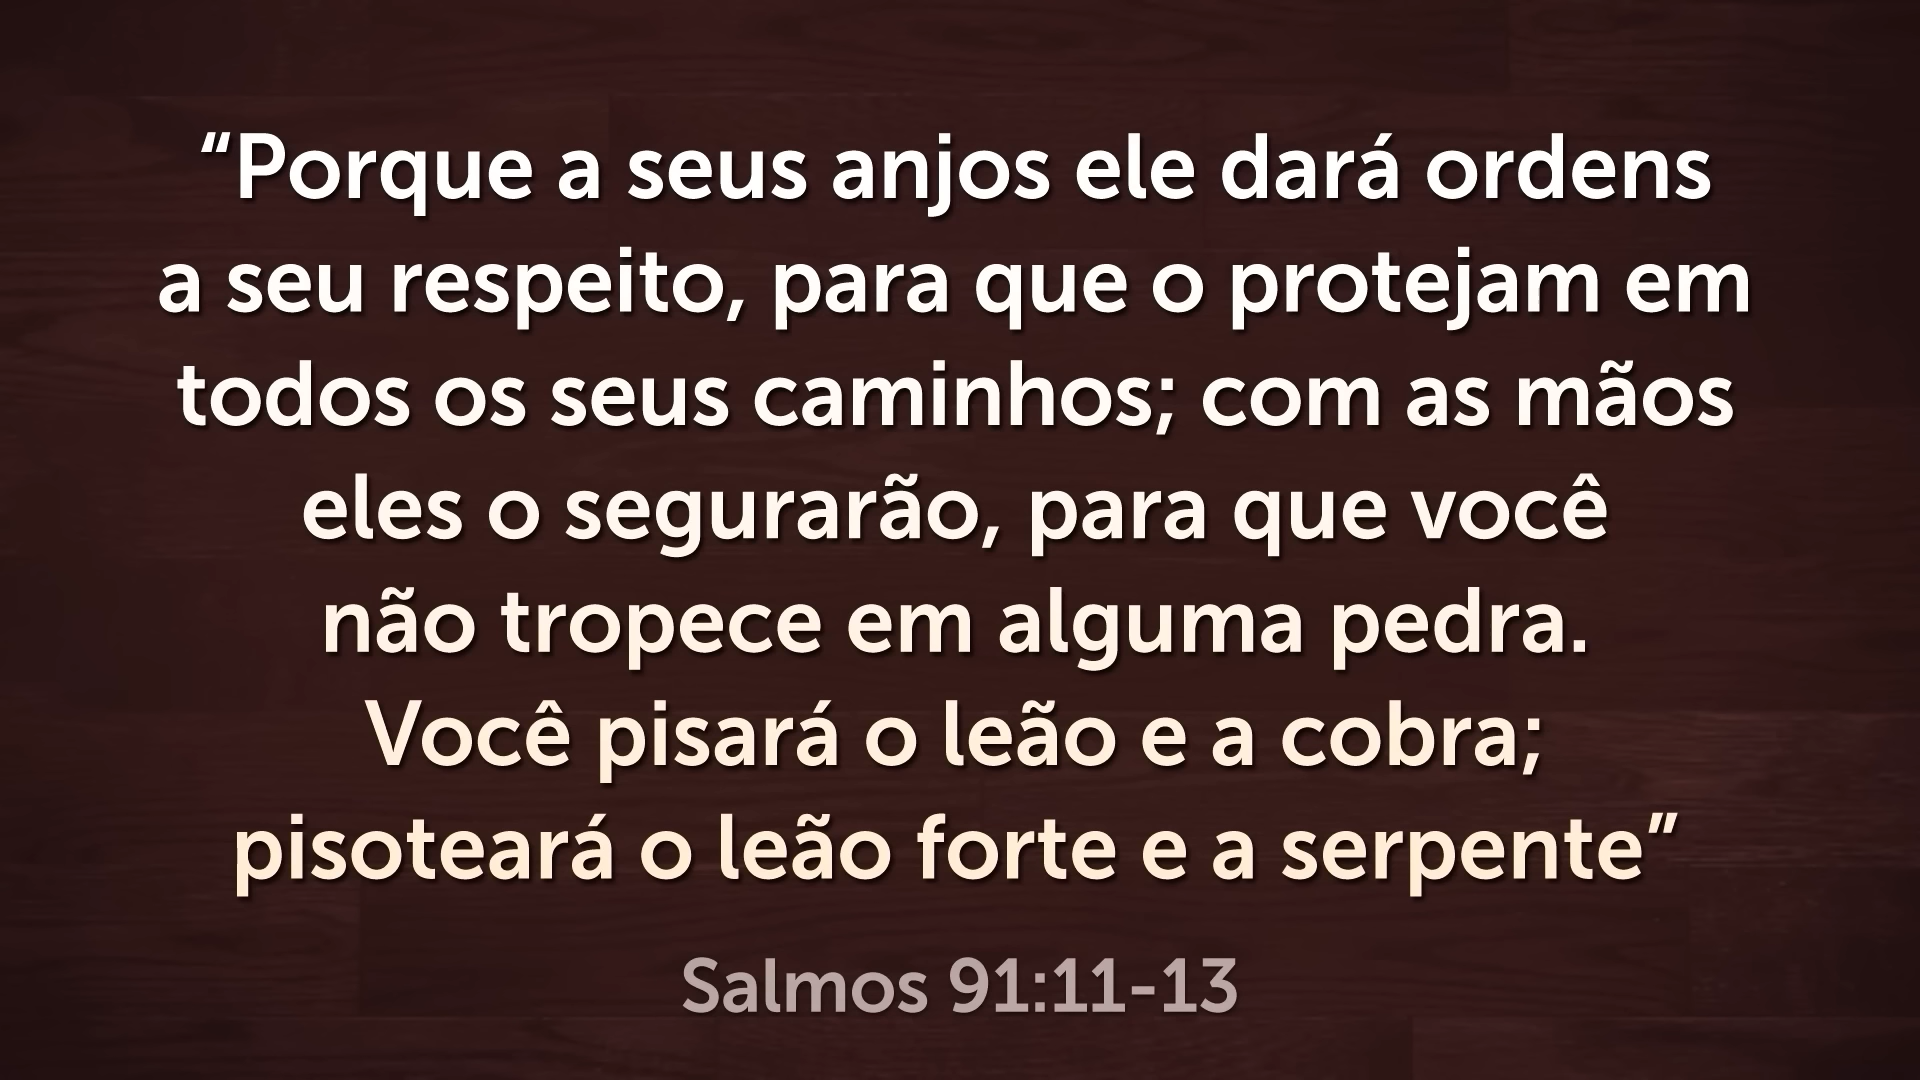 “Porque a seus anjos ele dará ordens
a seu respeito, para que o protejam em
todos os seus caminhos; com as mãos
eles o segurarão, para que você
não tropece em alguma pedra.
Você pisará o leão e a cobra;
pisoteará o leão forte e a serpente”
Salmos 91:11-13